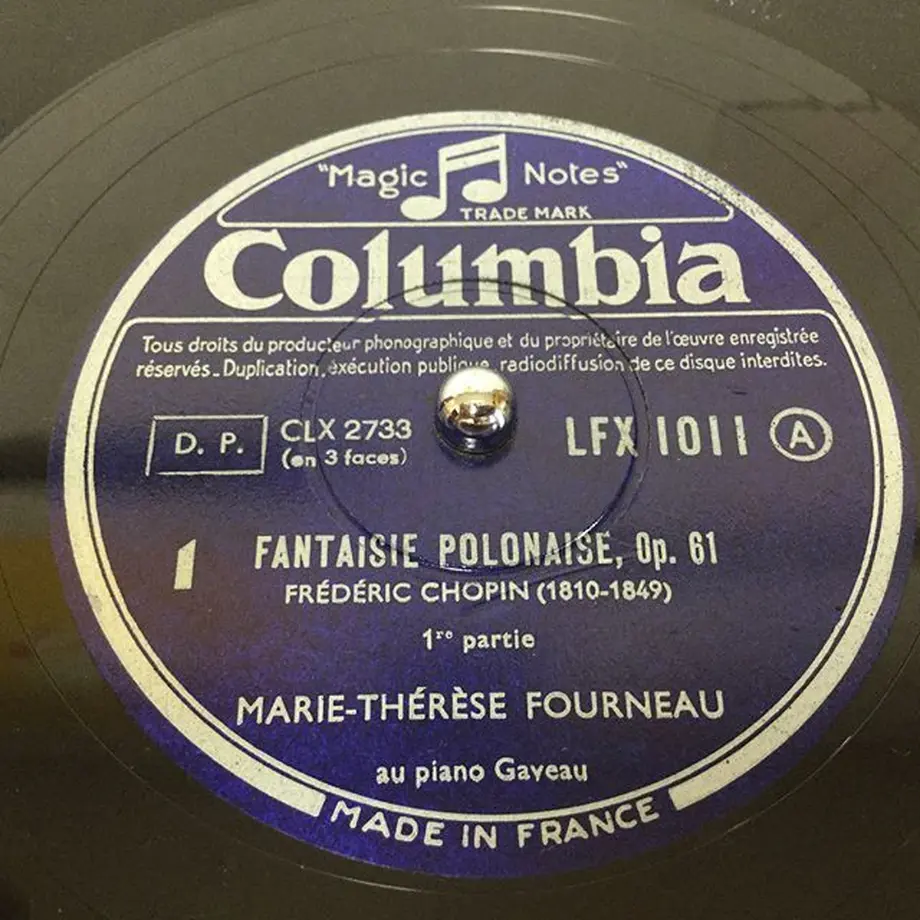 "Magic Notes"
TRADE MARK
Columbia
Tous droits du producteur phonographique et du propriétaire de l'œuvre enregistrée
réservés_Duplication, exécution publique, radiodiffusion de ce disque interdites.
D. P. CLX 2733 LFX 1011 A
(en 3 faces)
1 FANTAISIE POLONAISE, Op. 61
FRÉDÉRIC CHOPIN (1810-1849)
1re partie
MARIE-THÉRÈSE FOURNEAU
au piano Gaveau
MADE IN FRANCE